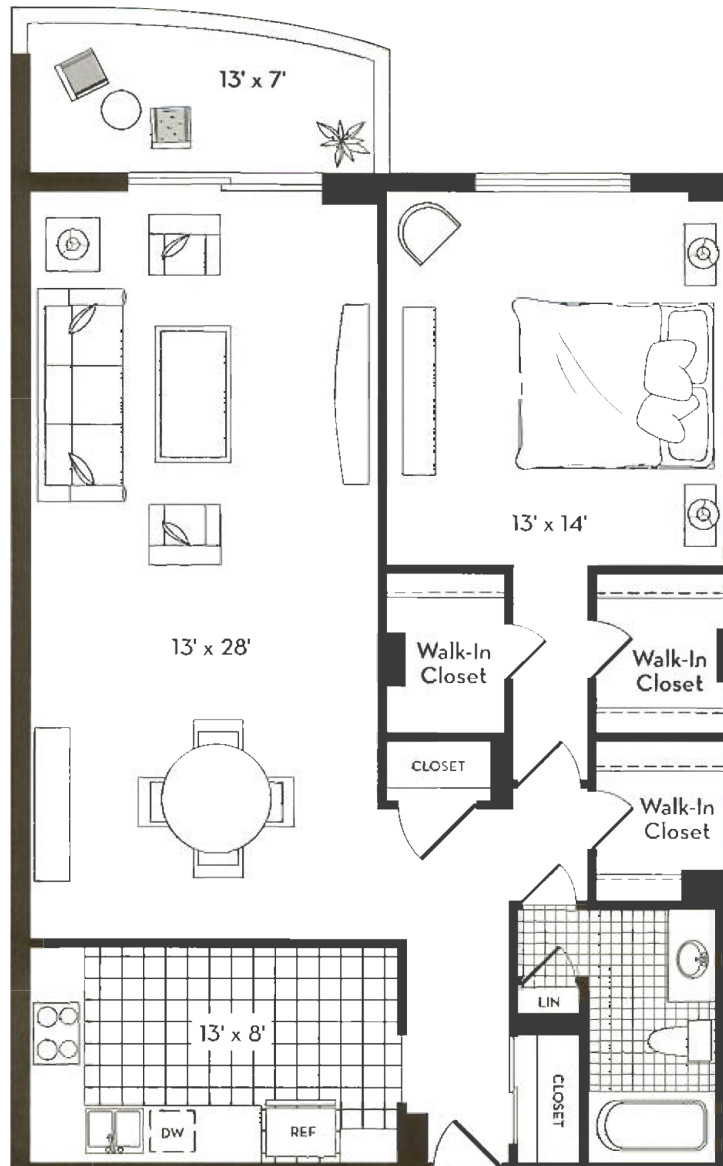 13' x 7'
13' x 14'
13' x 28'
Walk-In
Closet
Walk-In
Closet
CLOSET
Walk-In
Closet
LIN
13' x 8'
CLOSET
DW
REF